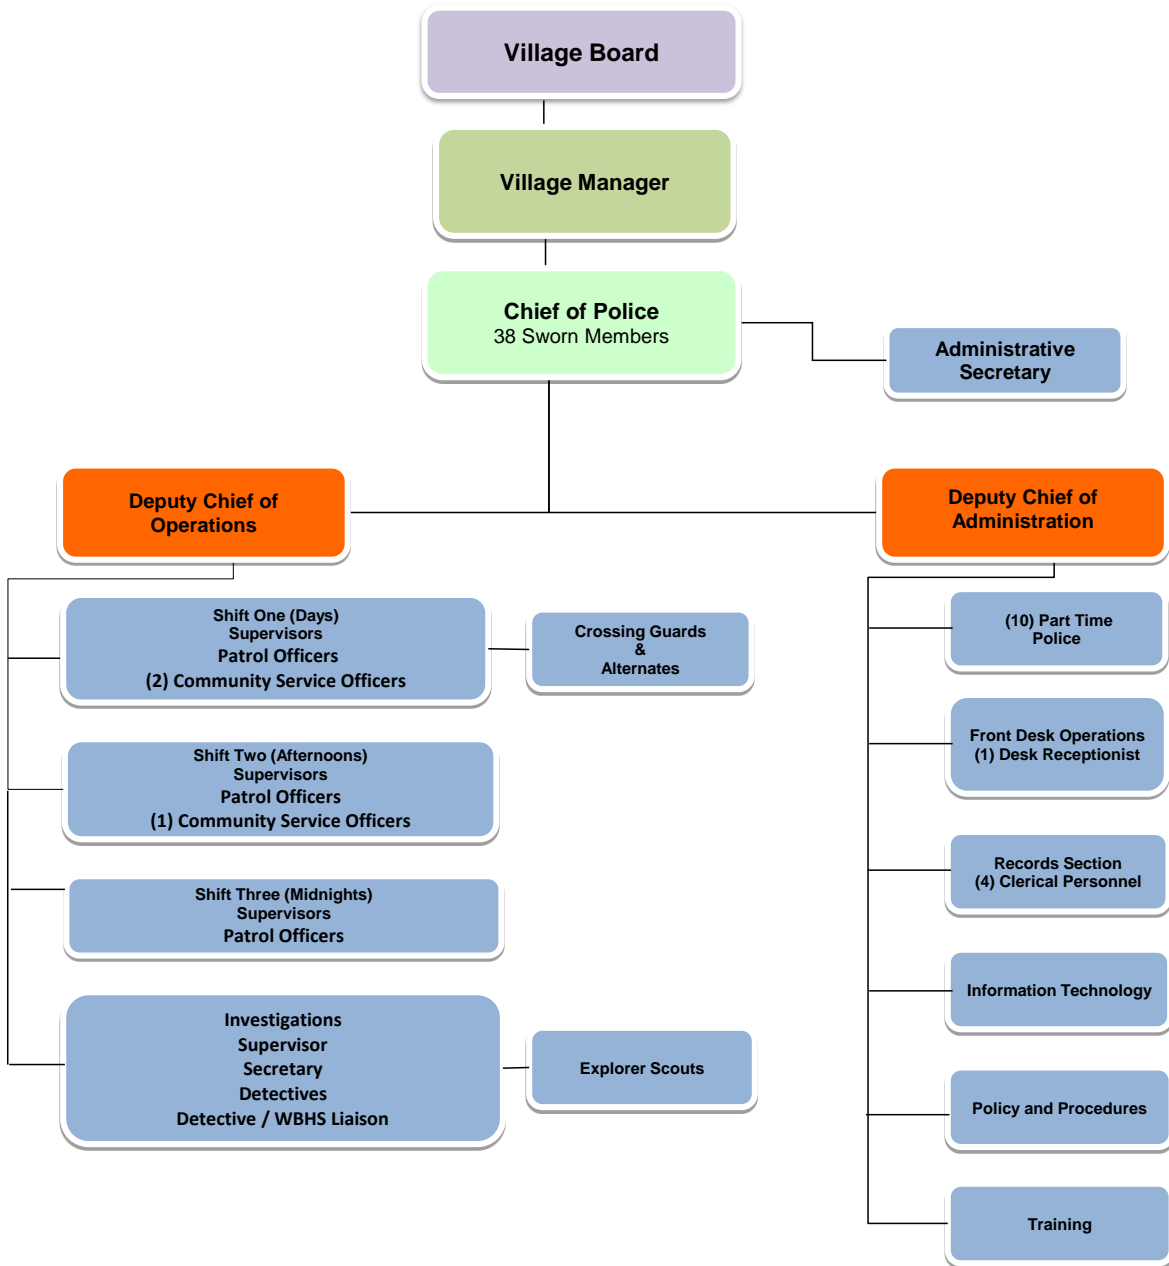 Village Board
Village Manager
Chief of Police
38 Sworn Members
Administrative
Secretary
Deputy Chief of
Operations
Deputy Chief of
Administration
Shift One (Days)
Supervisors
Patrol Officers
(2) Community Service Officers
Crossing Guards
&
Alternates
Shift Two (Afternoons)
Supervisors
Patrol Officers
(1) Community Service Officers
Shift Three (Midnights)
Supervisors
Patrol Officers
Investigations
Supervisor
Secretary
Detectives
Detective / WBHS Liaison
Explorer Scouts
(10) Part Time
Police
Front Desk Operations
(1) Desk Receptionist
Records Section
(4) Clerical Personnel
Information Technology
Policy and Procedures
Training